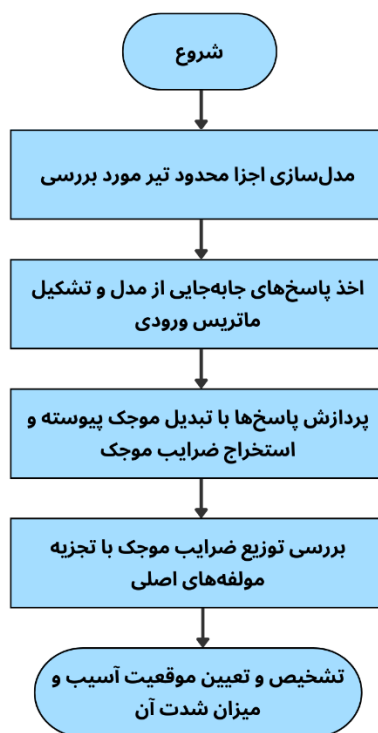 شروع
مدل‌سازی اجزا محدود تیر مورد بررسی
اخذ پاسخ‌های جابه‌جایی از مدل و تشکیل
ماتریس ورودی
پردازش پاسخ‌ها با تبدیل موجک پیوسته و
استخراج ضرایب موجک
بررسی توزیع ضرایب موجک با تجزیه
مولفه‌های اصلی
تشخیص و تعیین موقعیت آسیب و
میزان شدت آن